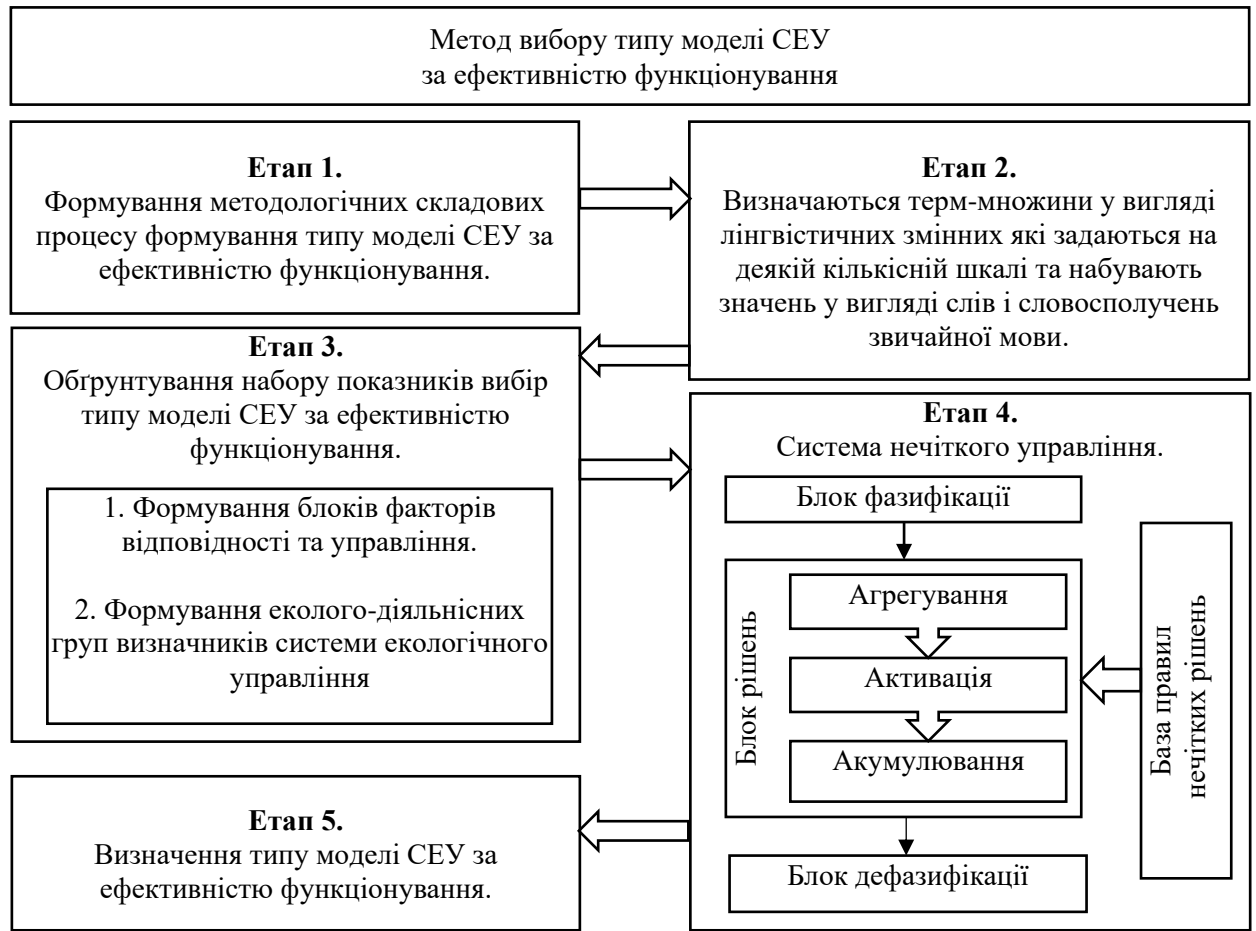 Метод вибору типу моделі СЕУ
за ефективністю функціонування
Етап 1.
Формування методологічних складових
процесу формування типу моделі СЕУ за
ефективністю функціонування.
Етап 2.
Визначаються терм-множини у вигляді
лінгвістичних змінних які задаються на
деякій кількісній шкалі та набувають
значень у вигляді слів і словосполучень
звичайної мови.
Етап 3.
Обґрунтування набору показників вибір
типу моделі СЕУ за ефективністю
функціонування.
1. Формування блоків факторів
відповідності та управління.
2. Формування еколого-діяльнісних
груп визначників системи екологічного
управління
Етап 4.
Система нечіткого управління.
Блок фазифікації
Блок рішень
Агрегування
Активація
Акумулювання
База правил
нечітких рішень
Блок дефазифікації
Етап 5.
Визначення типу моделі СЕУ за
ефективністю функціонування.